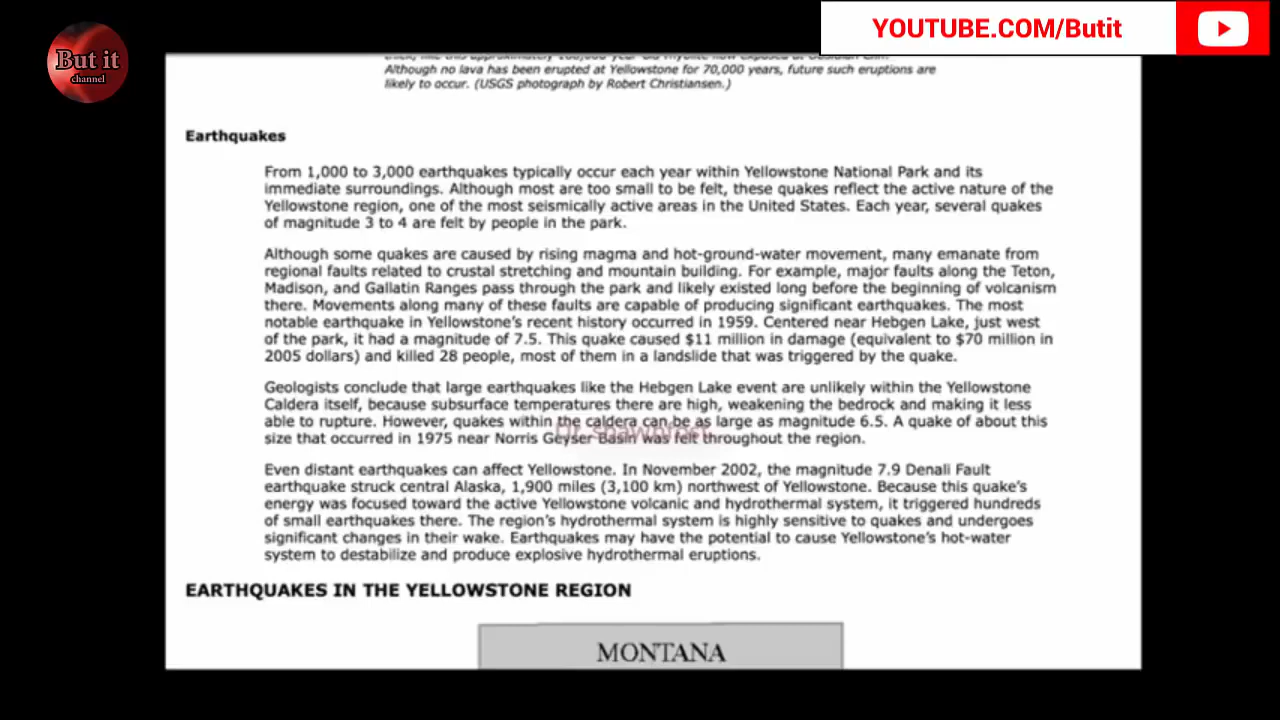 YOUTUBE.COM/Butit
But it
channel
Although no lava has been erupted at Yellowstone for 70,000 years, future such eruptions are
likely to occur. (USGS photograph by Robert Christiansen.)
Earthquakes
From 1,000 to 3,000 earthquakes typically occur each year within Yellowstone National Park and its
immediate surroundings. Although most are too small to be felt, these quakes reflect the active nature of the
Yellowstone region, one of the most seismically active areas in the United States. Each year, several quakes
of magnitude 3 to 4 are felt by people in the park.
Although some quakes are caused by rising magma and hot-ground-water movement, many emanate from
regional faults related to crustal stretching and mountain building. For example, major faults along the Teton,
Madison, and Gallatin Ranges pass through the park and likely existed long before the beginning of volcanism
there. Movements along many of these faults are capable of producing significant earthquakes. The most
notable earthquake in Yellowstone's recent history occurred in 1959. Centered near Hebgen Lake, just west
of the park, it had a magnitude of 7.5. This quake caused $11 million in damage (equivalent to $70 million in
2005 dollars) and killed 28 people, most of them in a landslide that was triggered by the quake.
Geologists conclude that large earthquakes like the Hebgen Lake event are unlikely within the Yellowstone
Caldera itself, because subsurface temperatures there are high, weakening the bedrock and making it less
able to rupture. However, quakes within the caldera can be as large as magnitude 6.5. A quake of about this
size that occurred in 1975 near Norris Geyser Basin was felt throughout the region.
Even distant earthquakes can affect Yellowstone. In November 2002, the magnitude 7.9 Denali Fault
earthquake struck central Alaska, 1,900 miles (3,100 km) northwest of Yellowstone. Because this quake's
energy was focused toward the active Yellowstone volcanic and hydrothermal system, it triggered hundreds
of small earthquakes there. The region's hydrothermal system is highly sensitive to quakes and undergoes
significant changes in their wake. Earthquakes may have the potential to cause Yellowstone's hot-water
system to destabilize and produce explosive hydrothermal eruptions.
EARTHQUAKES IN THE YELLOWSTONE REGION
MONTANA